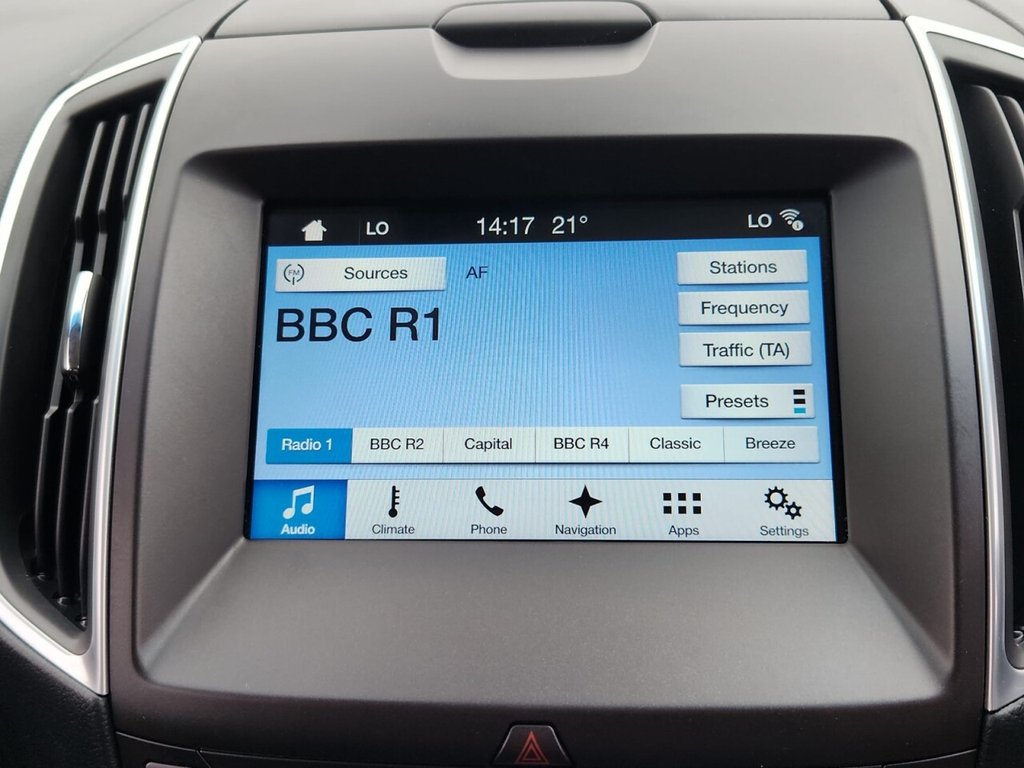 LO 14:17 21° LO
FM Sources AF Stations
BBC R1
Frequency
Traffic (TA)
Presets
Radio 1 BBC R2 Capital BBC R4 Classic Breeze
Audio Climate Phone Navigation Apps Settings